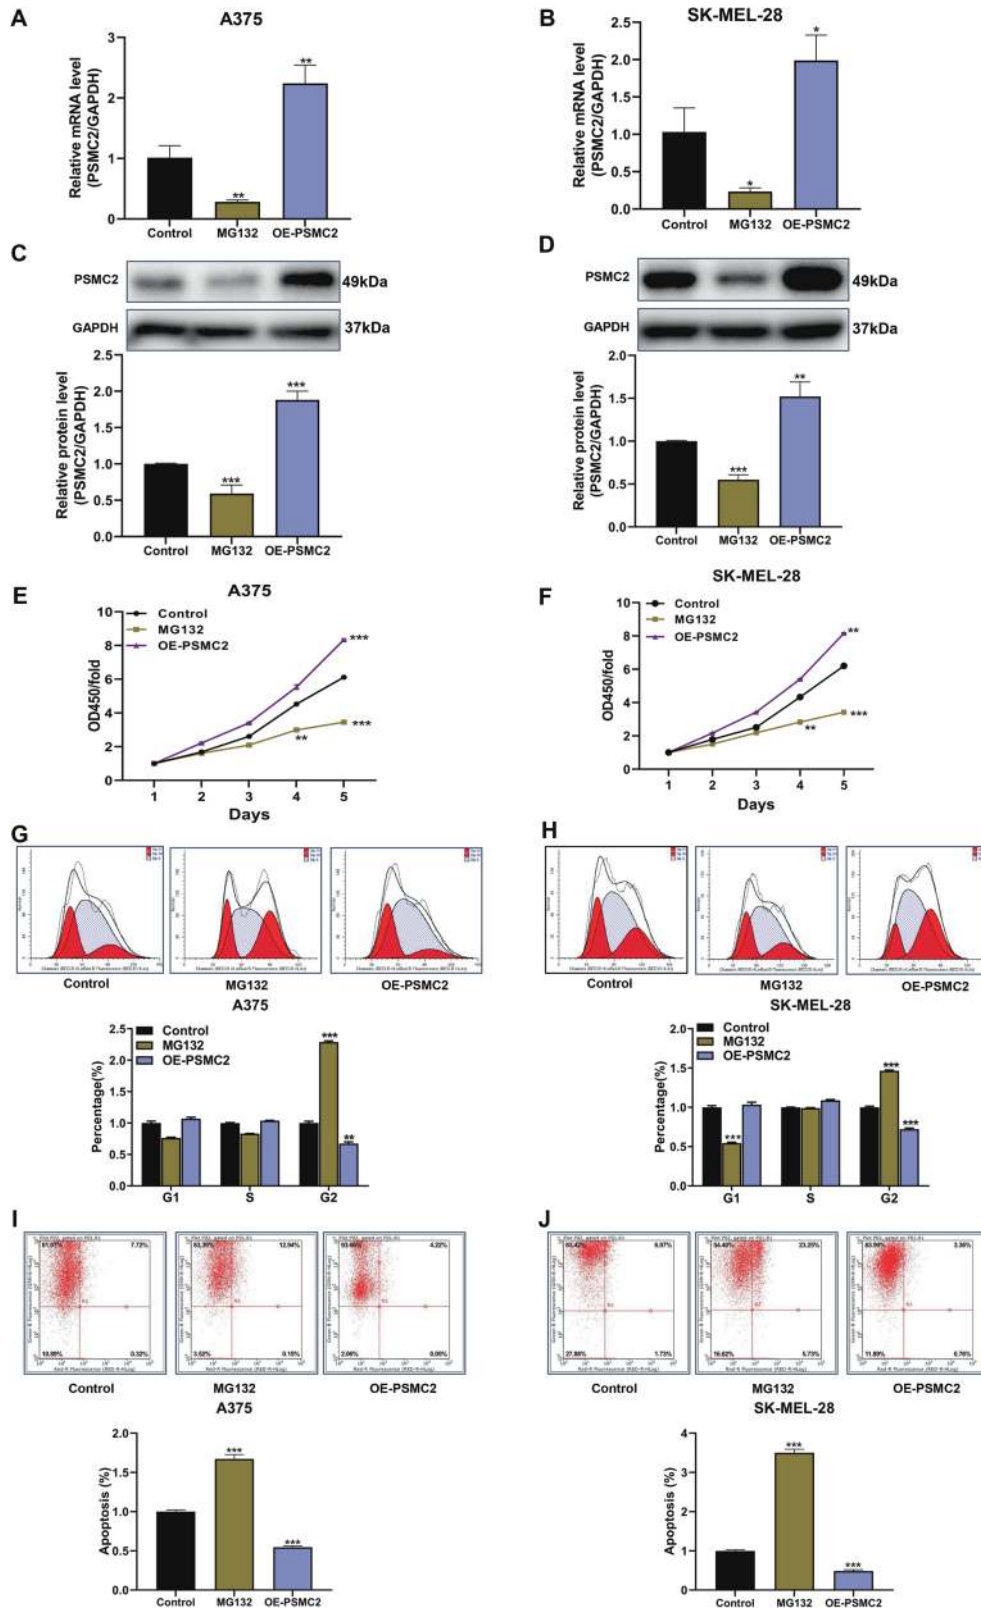 A
A375
Relative mRNA level
(PSMC2/GAPDH)
3
2
1
0
**
**
Control
MG132
OE-PSMC2
B
SK-MEL-28
Relative mRNA level
(PSMC2/GAPDH)
2.5
2.0
1.5
1.0
0.5
0.0
*
*
Control
MG132
OE-PSMC2
C
PSMC2
49kDa
GAPDH
37kDa
Relative protein level
(PSMC2/GAPDH)
2.5
2.0
1.5
1.0
0.5
0.0
***
***
Control
MG132
OE-PSMC2
D
PSMC2
49kDa
GAPDH
37kDa
Relative protein level
(PSMC2/GAPDH)
2.0
1.5
1.0
0.5
0.0
***
**
Control
MG132
OE-PSMC2
E
A375
Control
MG132
OE-PSMC2
OD450/fold
10
8
6
4
2
0
***
***
**
1 2 3 4 5
Days
F
SK-MEL-28
Control
MG132
OE-PSMC2
OD450/fold
10
8
6
4
2
0
**
***
**
1 2 3 4 5
Days
G
Control
MG132
OE-PSMC2
A375
Control
MG132
OE-PSMC2
Percentage(%)
2.5
2.0
1.5
1.0
0.5
0.0
***
**
G1 S G2
H
Control
MG132
OE-PSMC2
SK-MEL-28
Control
MG132
OE-PSMC2
Percentage(%)
2.0
1.5
1.0
0.5
0.0
***
***
***
G1 S G2
I
7.72%
0.32%
12.94%
3.52%
4.22%
Control
MG132
OE-PSMC2
A375
Apoptosis (%)
2.0
1.5
1.0
0.5
0.0
***
***
Control
MG132
OE-PSMC2
J
1.73%
5.73%
Control
MG132
OE-PSMC2
SK-MEL-28
Apoptosis (%)
6
4
2
0
***
***
Control
MG132
OE-PSMC2